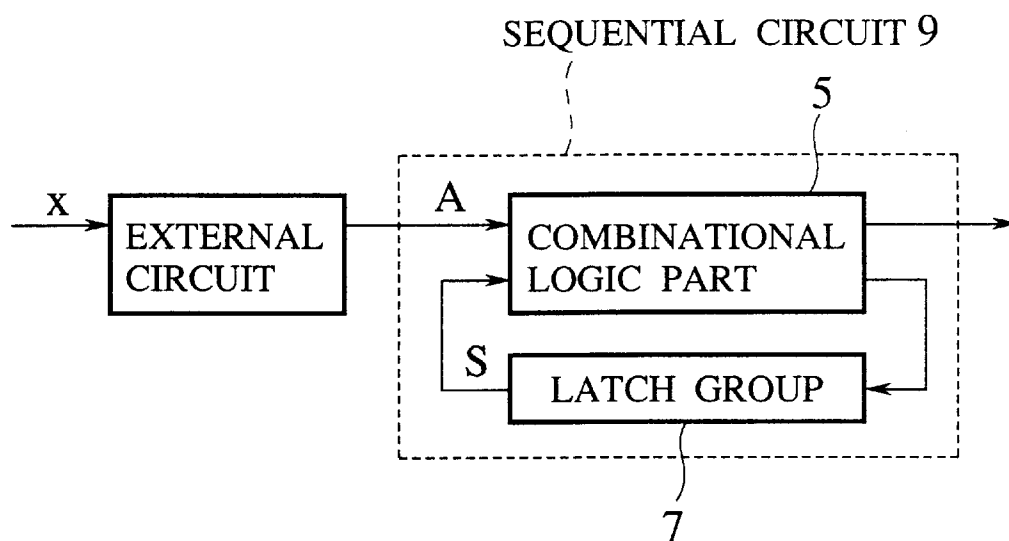 SEQUENTIAL CIRCUIT 9
5
x
A
EXTERNAL
CIRCUIT
COMBINATIONAL
LOGIC PART
S
LATCH GROUP
7